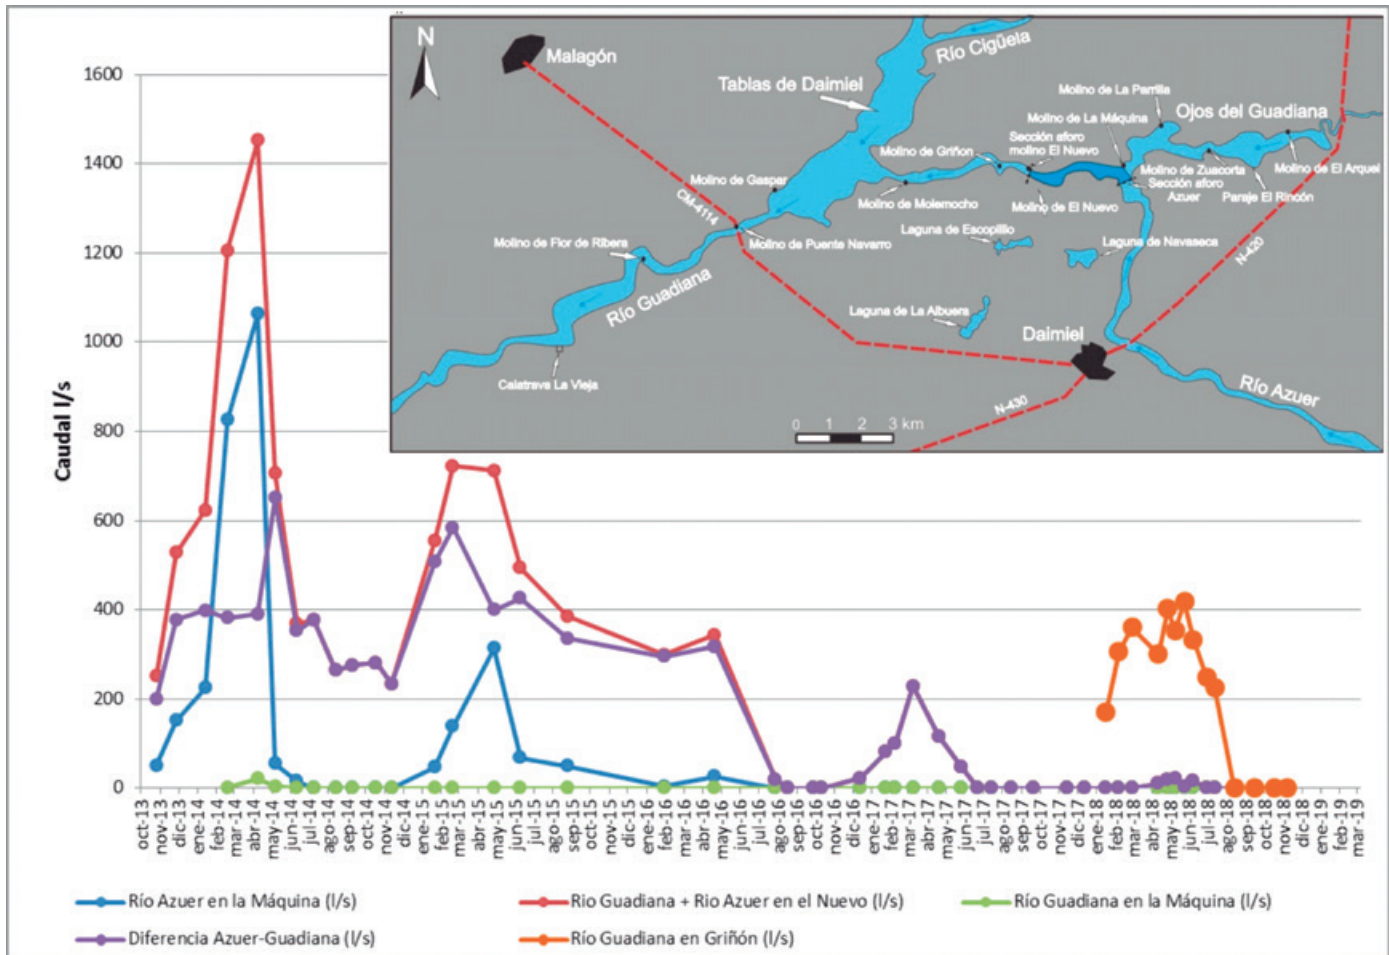 Caudal l/s
1600
1400
1200
1000
800
600
400
200
0
N
Malagón
Río Cigüela
Tablas de Daimiel
Molino de La Parrilla
Ojos del Guadiana
Molino de La Máquina
Sección aforo
molino El Nuevo
Molino de Griñon
Molino de Zuacorta
Molino de El Arquel
Sección aforo
Azuer
Paraje El Rincón
Molino de Gaspar
Molino de Molemocho
Molino de El Nuevo
CM-4114
Molino de Flor de Ribera
Molino de Puente Navarro
Laguna de Escoplillo
Laguna de Navaseca
N-420
Río Guadiana
Laguna de La Albuera
Daimiel
Calatrava La Vieja
N-430
Río Azuer
0 1 2 3 km
oct-13
nov-13
dic-13
ene-14
feb-14
mar-14
abr-14
may-14
jun-14
jul-14
ago-14
sep-14
oct-14
nov-14
dic-14
ene-15
feb-15
mar-15
abr-15
may-15
jun-15
jul-15
ago-15
sep-15
oct-15
nov-15
dic-15
ene-16
feb-16
mar-16
abr-16
may-16
jun-16
jul-16
ago-16
sep-16
oct-16
nov-16
dic-16
ene-17
feb-17
mar-17
abr-17
may-17
jun-17
jul-17
ago-17
sep-17
oct-17
nov-17
dic-17
ene-18
feb-18
mar-18
abr-18
may-18
jun-18
jul-18
ago-18
sep-18
oct-18
nov-18
dic-18
ene-19
feb-19
mar-19
Río Azuer en la Máquina (l/s)
Rio Guadiana + Rio Azuer en el Nuevo (l/s)
Río Guadiana en la Máquina (l/s)
Diferencia Azuer-Guadiana (l/s)
Río Guadiana en Griñón (l/s)